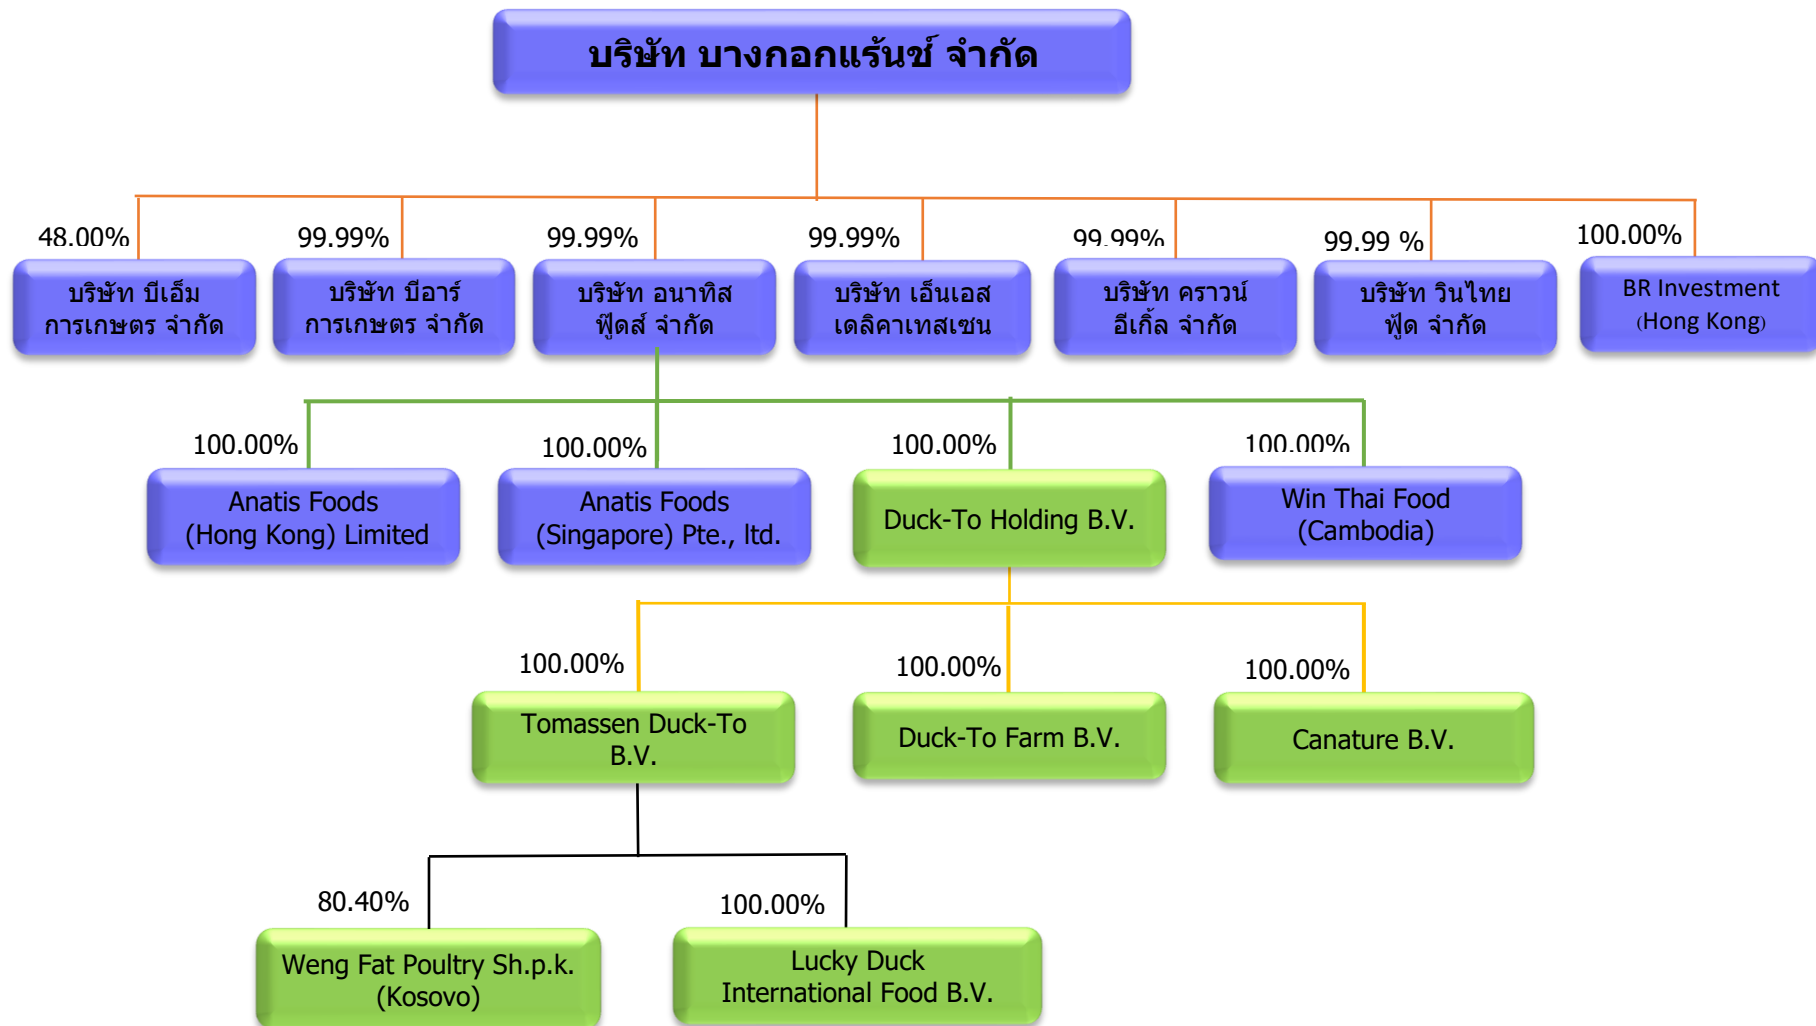 บริษัท บางกอกแร้นช์ จำกัด
48.00%
99.99%
99.99%
99.99%
99.99%
99.99 %
100.00%
บริษัท บีเอ็ม
การเกษตร จำกัด
บริษัท บีอาร์
การเกษตร จำกัด
บริษัท อนาทิส
ฟู้ดส์ จำกัด
บริษัท เอ็นเอส
เดลิคาเทสเซน
บริษัท คราวน์
อีเกิ้ล จำกัด
บริษัท วินไทย
ฟู้ด จำกัด
BR Investment
(Hong Kong)
100.00%
100.00%
100.00%
100.00%
Anatis Foods
(Hong Kong) Limited
Anatis Foods
(Singapore) Pte., ltd.
Duck-To Holding B.V.
Win Thai Food
(Cambodia)
100.00%
100.00%
100.00%
Tomassen Duck-To
B.V.
Duck-To Farm B.V.
Canature B.V.
80.40%
100.00%
Weng Fat Poultry Sh.p.k.
(Kosovo)
Lucky Duck
International Food B.V.